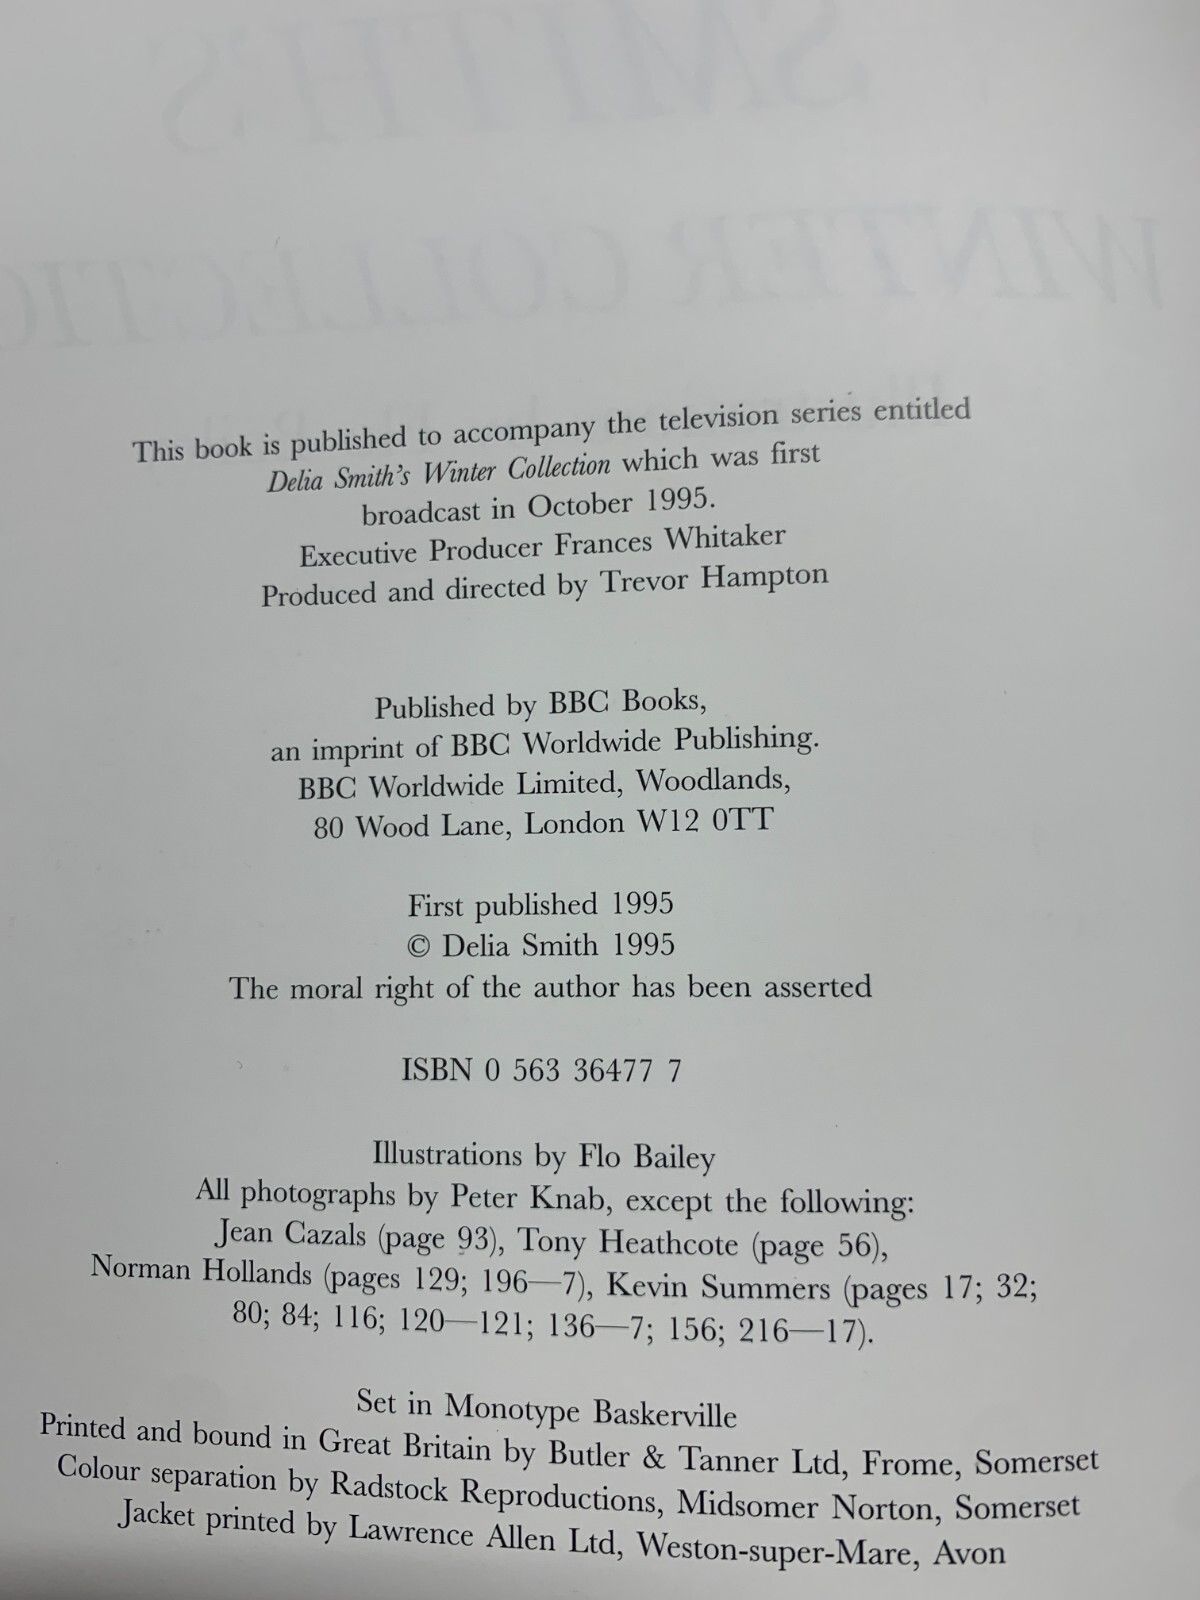 SMITH'S
WINTER COLLECTIO
This book is published to accompany the television series entitled
Delia Smith's Winter Collection which was first
broadcast in October 1995.
Executive Producer Frances Whitaker
Produced and directed by Trevor Hampton
Published by BBC Books,
an imprint of BBC Worldwide Publishing.
BBC Worldwide Limited, Woodlands,
80 Wood Lane, London W12 0TT
First published 1995
© Delia Smith 1995
The moral right of the author has been asserted
ISBN 0 563 36477 7
Illustrations by Flo Bailey
All photographs by Peter Knab, except the following:
Jean Cazals (page 93), Tony Heathcote (page 56),
Norman Hollands (pages 129; 196—7), Kevin Summers (pages 17; 32;
80; 84; 116; 120—121; 136—7; 156; 216—17).
Set in Monotype Baskerville
Printed and bound in Great Britain by Butler & Tanner Ltd, Frome, Somerset
Colour separation by Radstock Reproductions, Midsomer Norton, Somerset
Jacket printed by Lawrence Allen Ltd, Weston-super-Mare, Avon